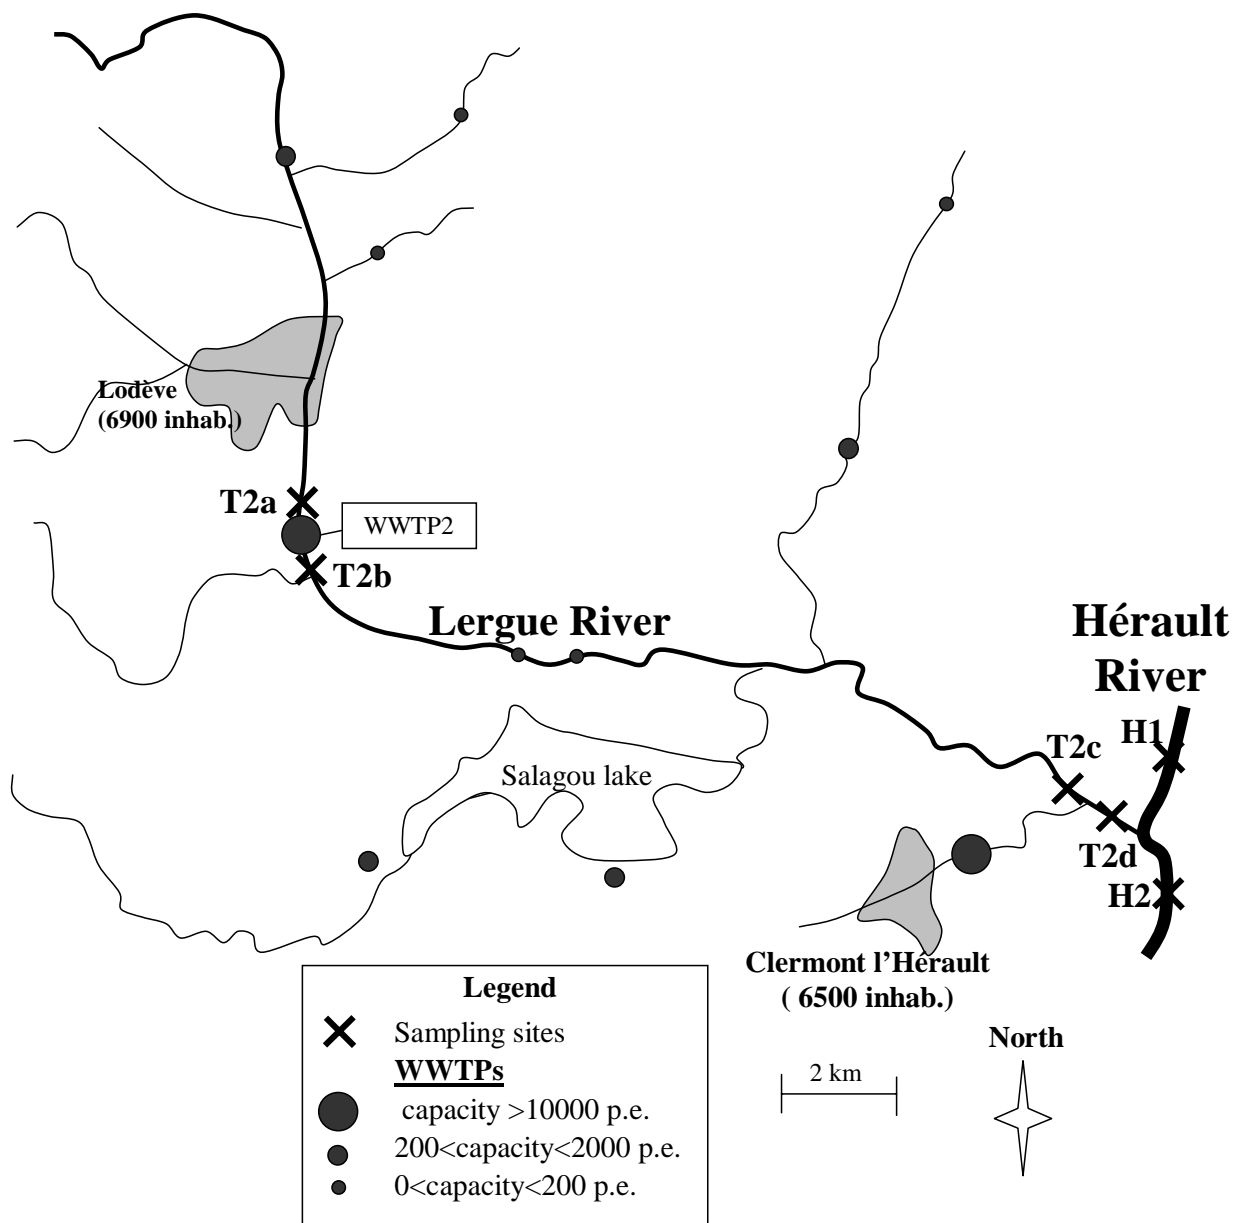 Lodève
(6900 inhab.)
T2a
WWTP2
T2b
Lergue River
Hérault
River
H1
T2c
Salagou lake
T2d
H2
Clermont l'Hérault
( 6500 inhab.)
Legend
Sampling sites
WWTPs
capacity >10000 p.e.
200<capacity<2000 p.e.
0<capacity<200 p.e.
2 km
North